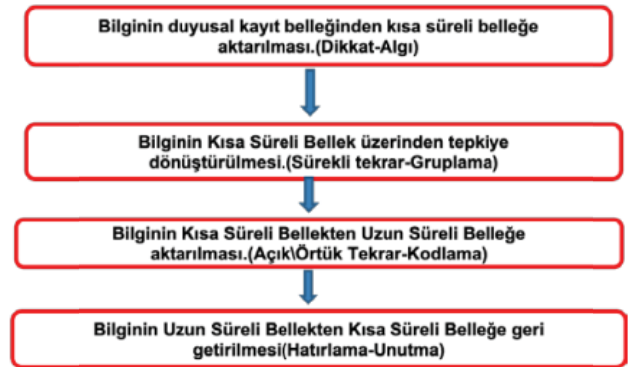 Bilginin duyusal kayıt belleğinden kısa süreli belleğe
aktarılması.(Dikkat-Algı)
Bilginin Kısa Süreli Bellek üzerinden tepkiye
dönüştürülmesi.(Sürekli tekrar-Gruplama)
Bilginin Kısa Süreli Bellekten Uzun Süreli Belleğe
aktarılması.(Açık\Örtük Tekrar-Kodlama)
Bilginin Uzun Süreli Bellekten Kısa Süreli Belleğe geri
getirilmesi(Hatırlama-Unutma)